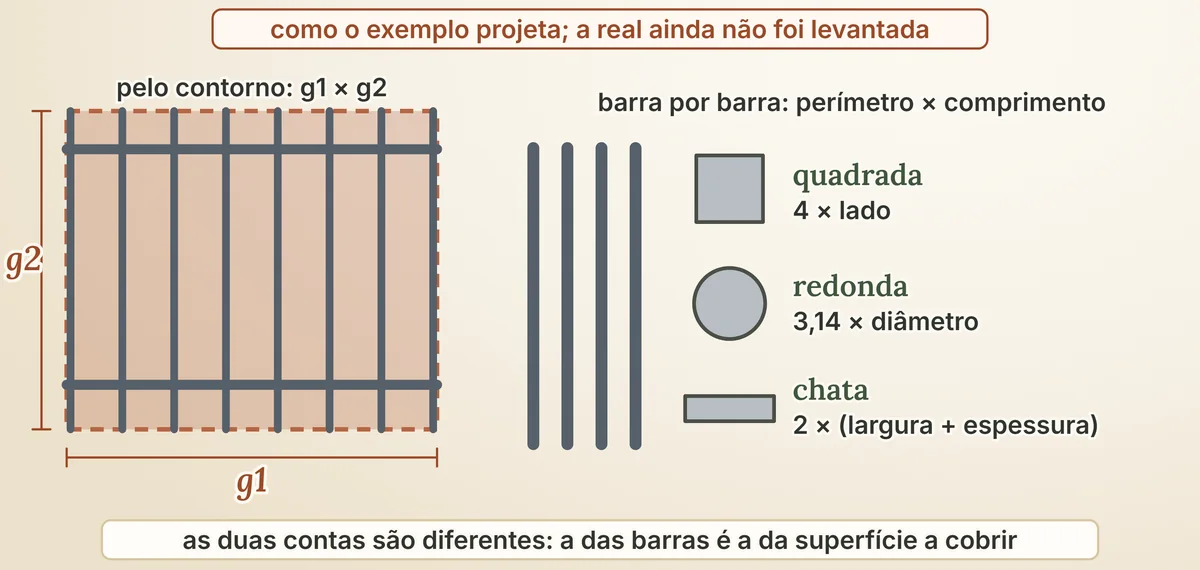 como o exemplo projeta; a real ainda não foi levantada
pelo contorno: g1 × g2
barra por barra: perímetro × comprimento
quadrada
4 × lado
g2
redonda
3,14 × diâmetro
chata
2 × (largura + espessura)
g1
as duas contas são diferentes: a das barras é a da superfície a cobrir